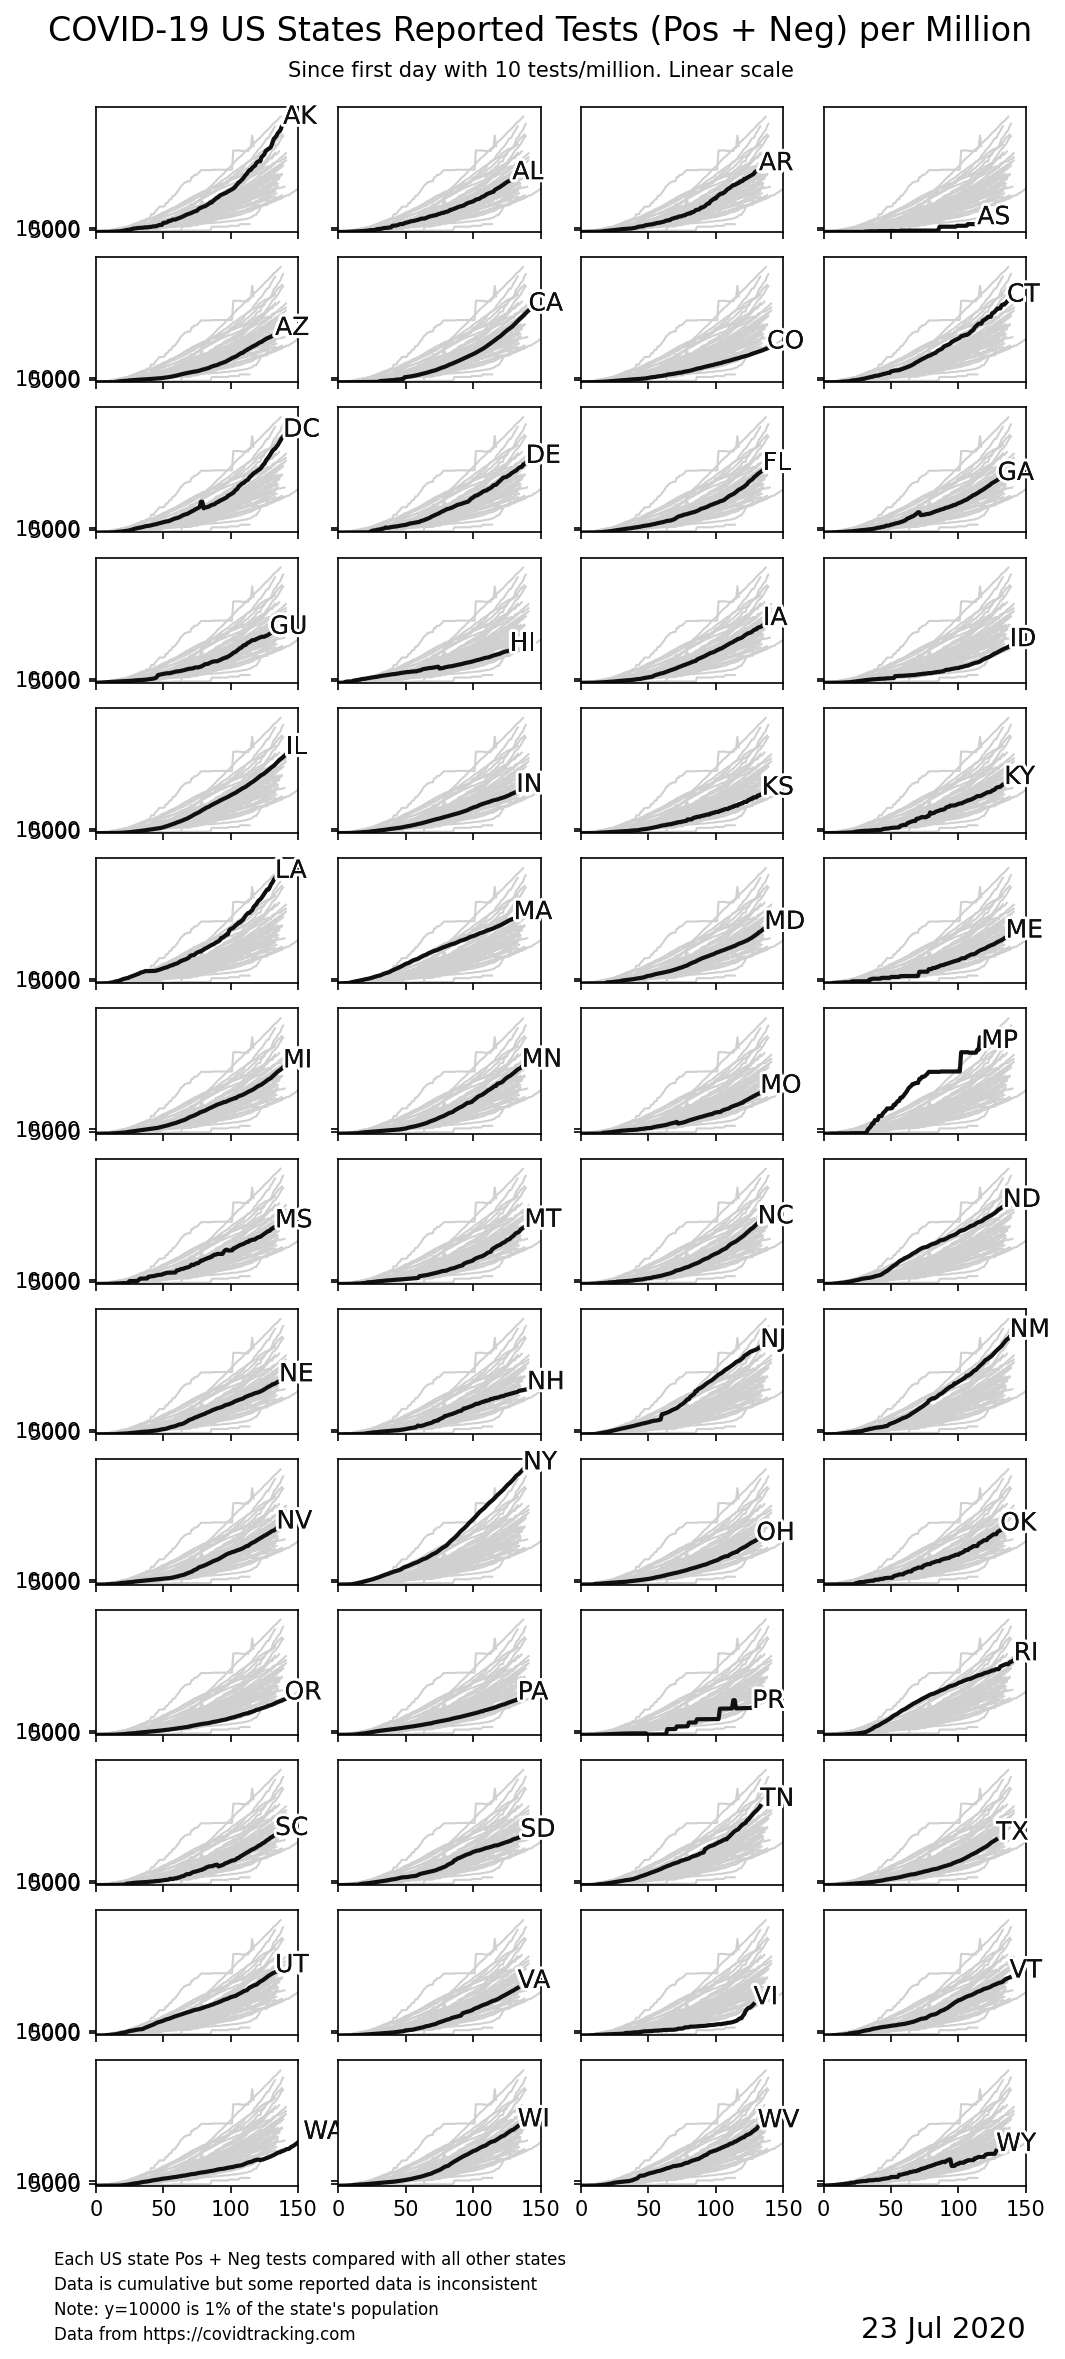 COVID-19 US States Reported Tests (Pos + Neg) per Million
Since first day with 10 tests/million. Linear scale
AK AL AR AS
AZ CA CO CT
DC DE FL GA
GU HI IA ID
IL IN KS KY
LA MA MD ME
MI MN MO MP
MS MT NC ND
NE NH NJ NM
NV NY OH OK
OR PA PR RI
SC SD TN TX
UT VA VI VT
WA WI WV WY
0 50 100 150 0 50 100 150 0 50 100 150 0 50 100 150
Each US state Pos + Neg tests compared with all other states
Data is cumulative but some reported data is inconsistent
Note: y=10000 is 1% of the state's population
Data from https://covidtracking.com
23 Jul 2020